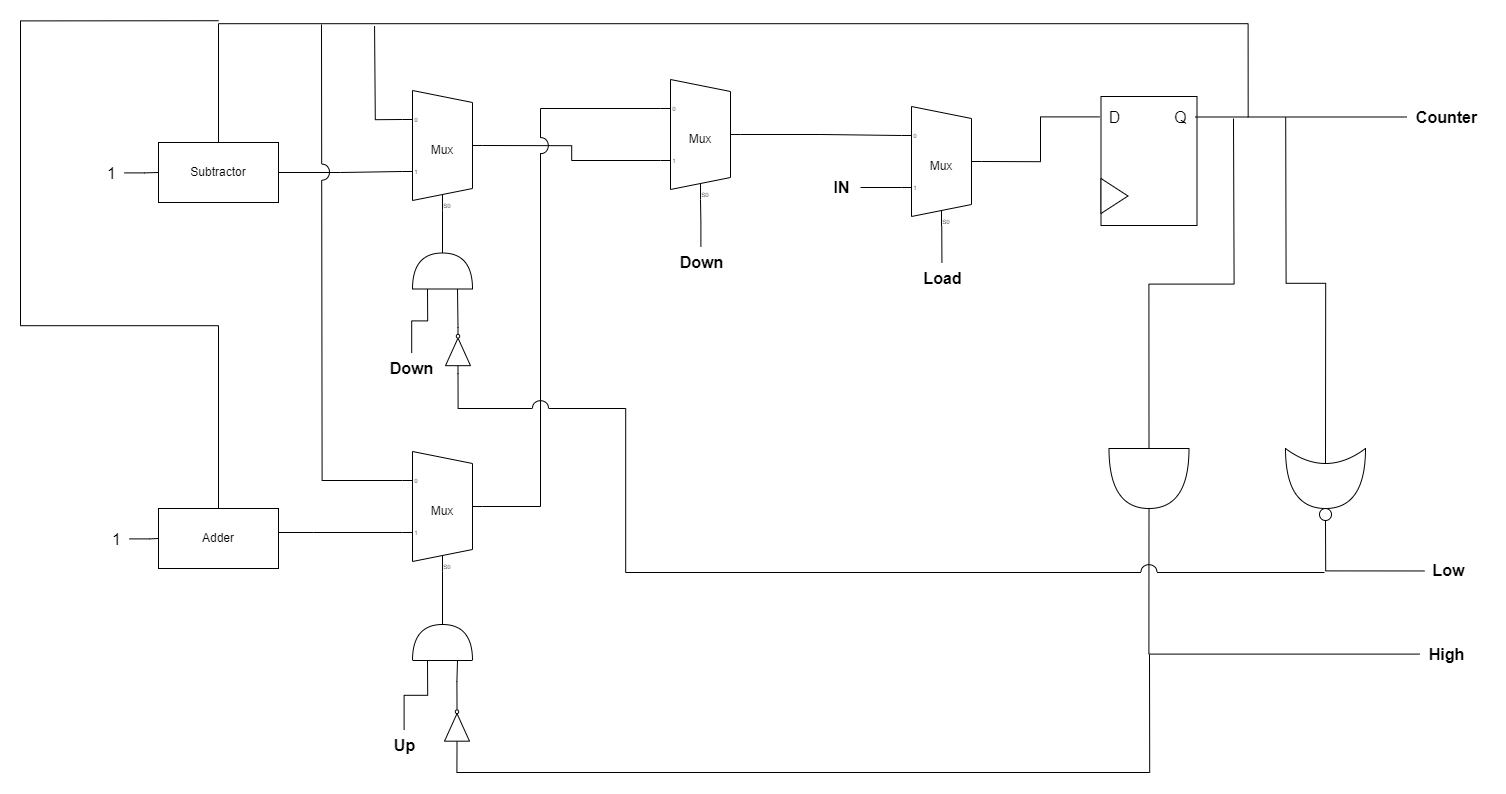 0
Mux
1
S0
1
Subtractor
0
Mux
1
S0
Down
0
Mux
IN
1
S0
Load
D
Q
Counter
Down
0
Mux
1
S0
1
Adder
Up
Low
High